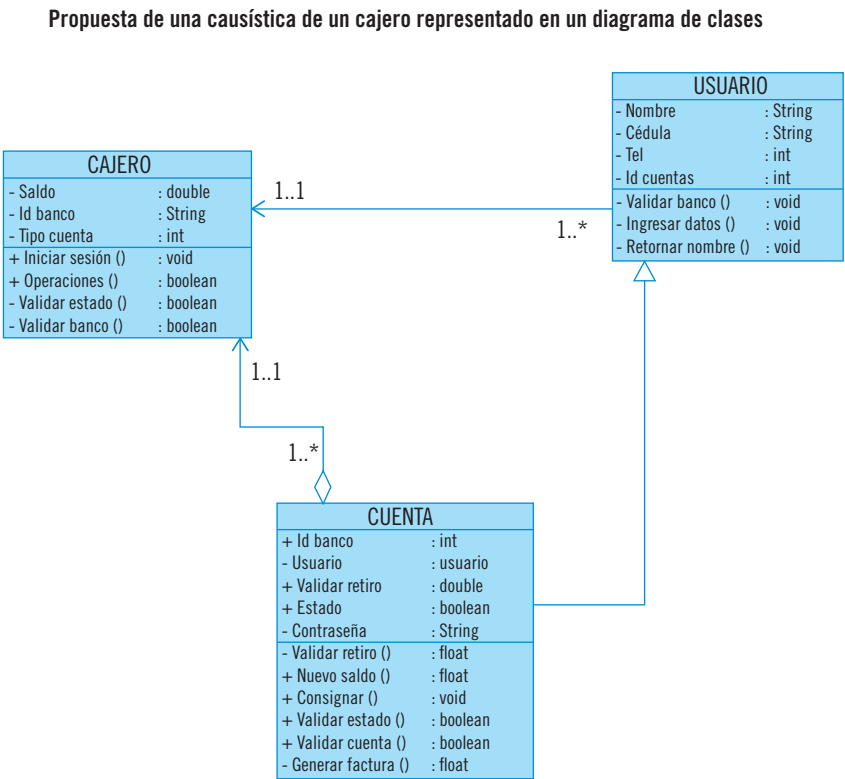 Propuesta de una causística de un cajero representado en un diagrama de clases
USUARIO
- Nombre : String
- Cédula : String
- Tel : int
- Id cuentas : int
- Validar banco () : void
- Ingresar datos () : void
- Retornar nombre () : void
CAJERO
- Saldo : double
- Id banco : String
- Tipo cuenta : int
+ Iniciar sesión () : void
+ Operaciones () : boolean
- Validar estado () : boolean
- Validar banco () : boolean
1..1
1..*
1..1
1..*
CUENTA
+ Id banco : int
- Usuario : usuario
+ Validar retiro : double
+ Estado : boolean
- Contraseña : String
- Validar retiro () : float
+ Nuevo saldo () : float
+ Consignar () : void
+ Validar estado () : boolean
+ Validar cuenta () : boolean
- Generar factura () : float